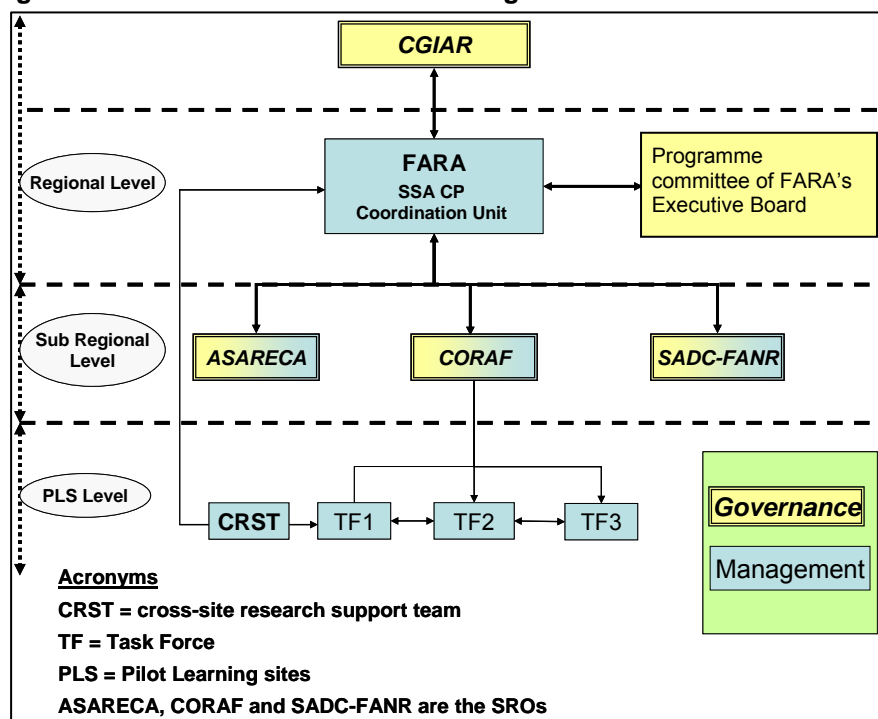 CGIAR
Regional Level
FARA
SSA CP
Coordination Unit
Programme
committee of FARA's
Executive Board
Sub Regional
Level
ASARECA
CORAF
SADC-FANR
PLS Level
CRST
TF1
TF2
TF3
Governance
Management
Acronyms
CRST = cross-site research support team
TF = Task Force
PLS = Pilot Learning sites
ASARECA, CORAF and SADC-FANR are the SROs